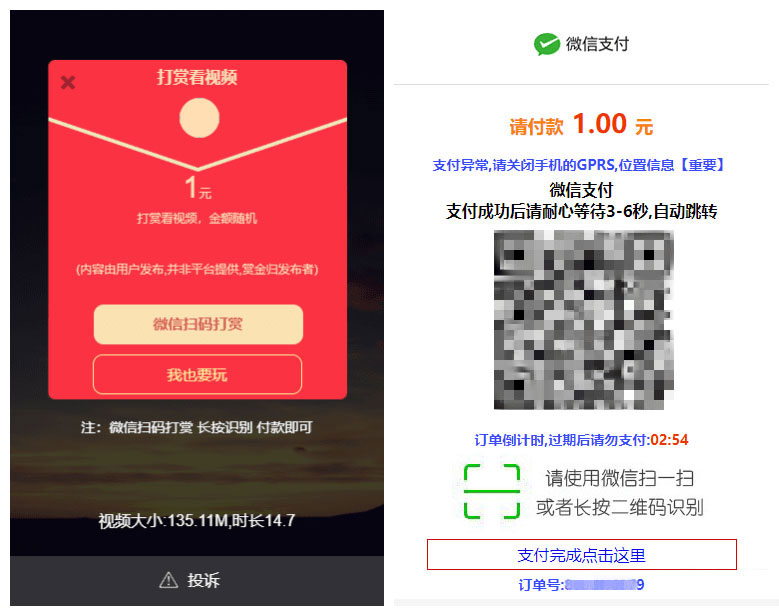 打赏看视频
1元
打赏看视频，金额随机
(内容由用户发布,并非平台提供,赏金归发布者)
微信扫码打赏
我也要玩
注：微信扫码打赏 长按识别 付款即可
视频大小:135.11M,时长14.7
投诉
微信支付
请付款 1.00 元
支付异常,请关闭手机的GPRS,位置信息【重要】
微信支付
支付成功后请耐心等待3-6秒,自动跳转
订单倒计时,过期后请勿支付:02:54
请使用微信扫一扫
或者长按二维码识别
支付完成点击这里
订单号: